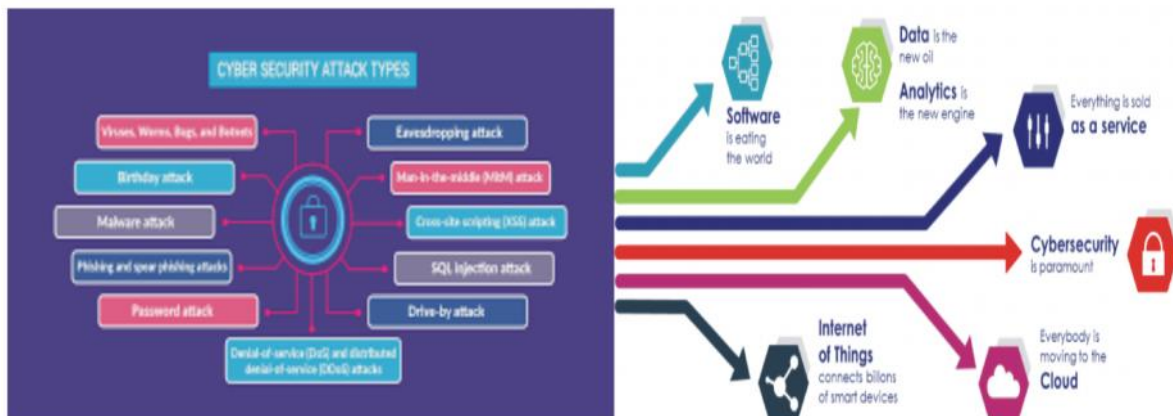 CYBER SECURITY ATTACK TYPES
Viruses, Worms, Bugs, and Botnets
Birthday attack
Malware attack
Phishing and spear phishing attacks
Password attack
Eavesdropping attack
Man-in-the-middle (MitM) attack
Cross-site scripting (XSS) attack
SQL injection attack
Drive-by attack
Denial-of-service (DoS) and distributed
denial-of-service (DDoS) attacks
Software
is eating
the world
Data is the
new oil
Analytics is
the new engine
Everything is sold
as a service
Cybersecurity
is paramount
Everybody is
moving to the
Cloud
Internet
of Things
connects billons
of smart devices